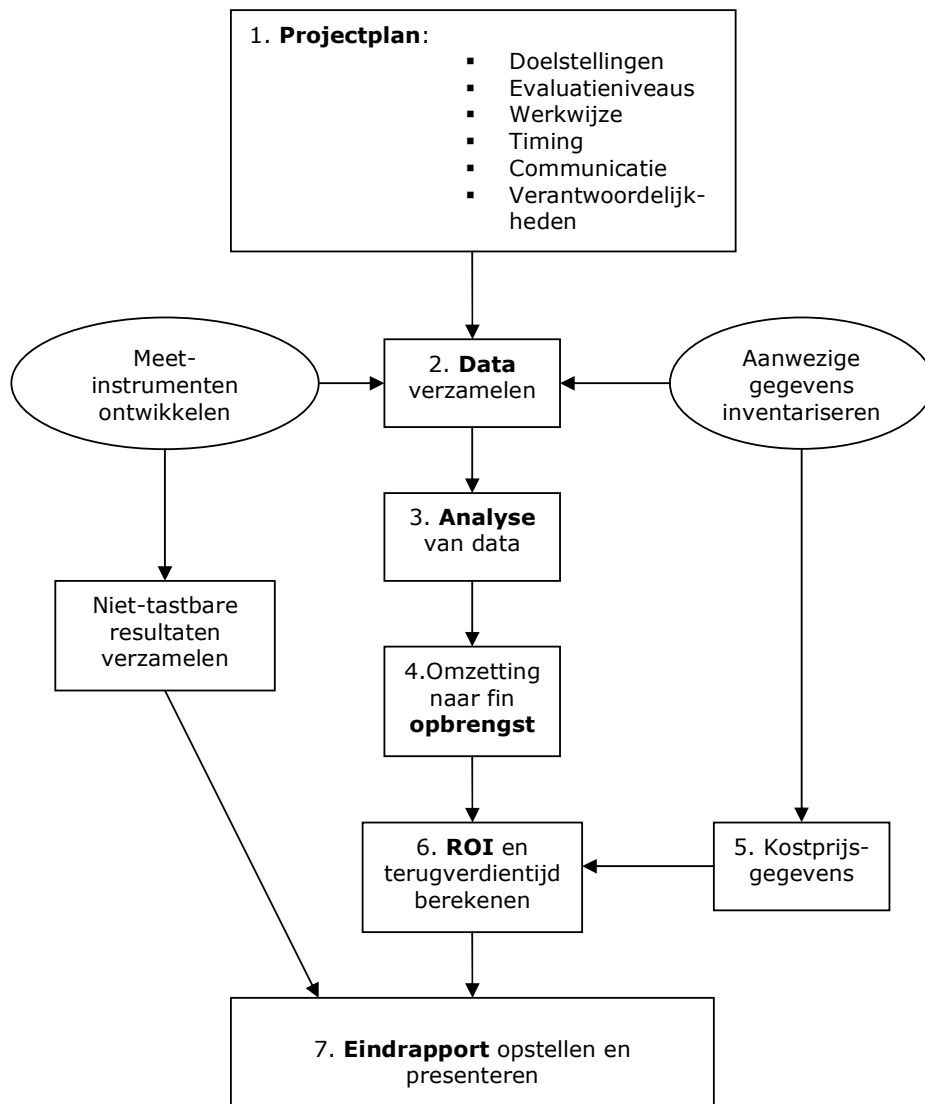 1. Projectplan:
▪ Doelstellingen
▪ Evaluatieniveaus
▪ Werkwijze
▪ Timing
▪ Communicatie
▪ Verantwoordelijk-
heden
Meet-
instrumenten
ontwikkelen
2. Data
verzamelen
Aanwezige
gegevens
inventariseren
3. Analyse
van data
Niet-tastbare
resultaten
verzamelen
4.Omzetting
naar fin
opbrengst
6. ROI en
terugverdientijd
berekenen
5. Kostprijs-
gegevens
7. Eindrapport opstellen en
presenteren